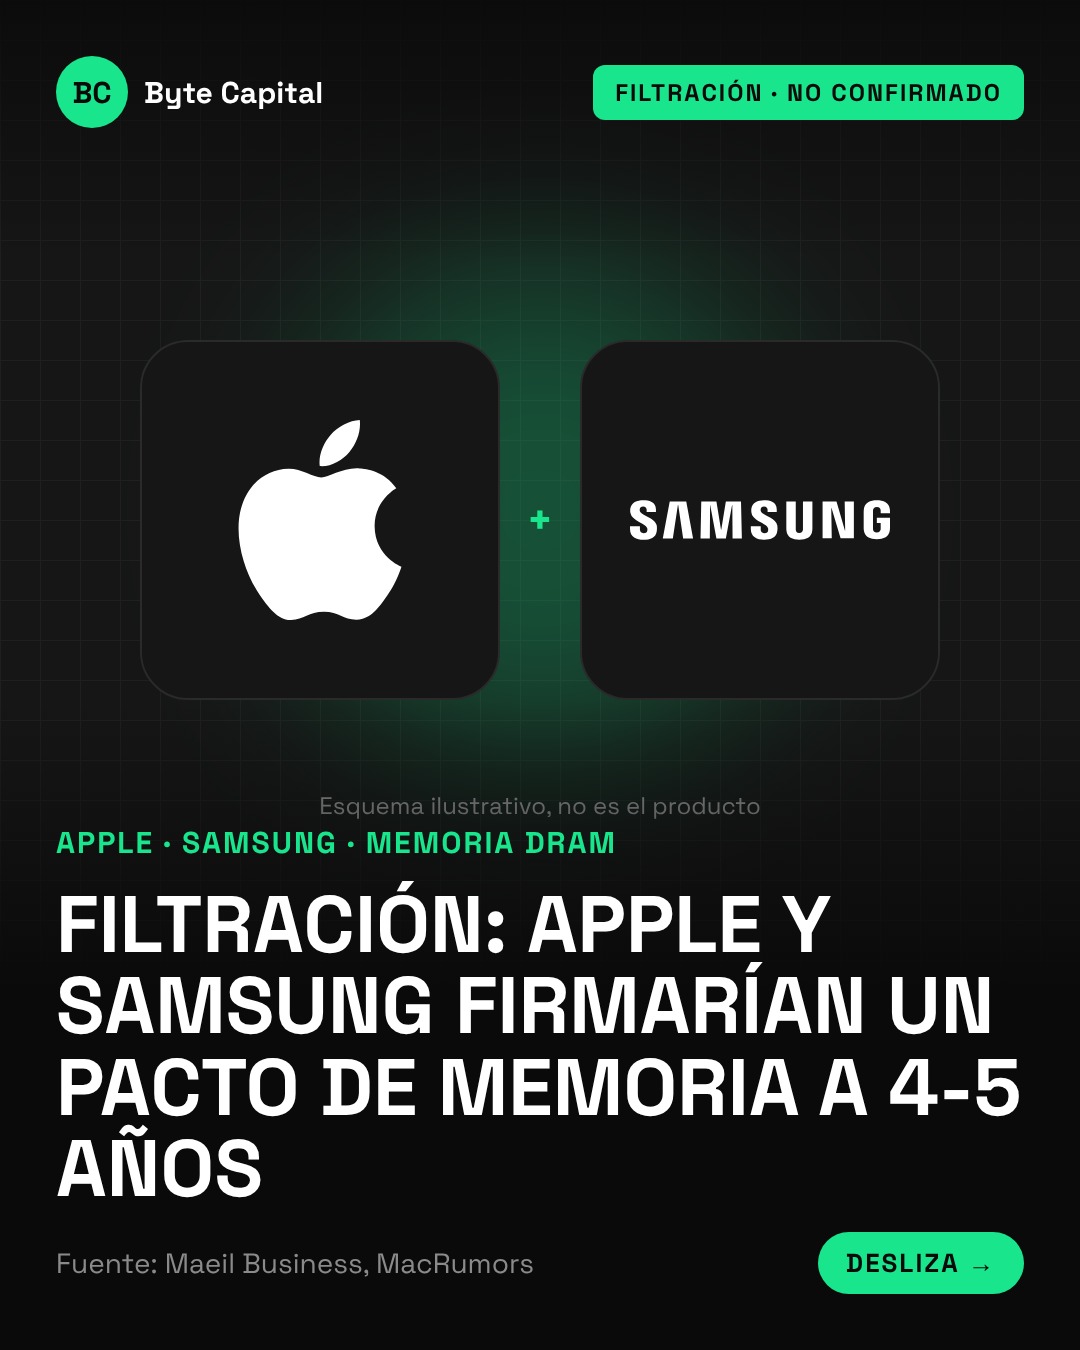 BC Byte Capital
FILTRACIÓN · NO CONFIRMADO
+
SAMSUNG
Esquema ilustrativo, no es el producto
APPLE · SAMSUNG · MEMORIA DRAM
FILTRACIÓN: APPLE Y
SAMSUNG FIRMARÍAN UN
PACTO DE MEMORIA A 4-5
AÑOS
Fuente: Maeil Business, MacRumors
DESLIZA →